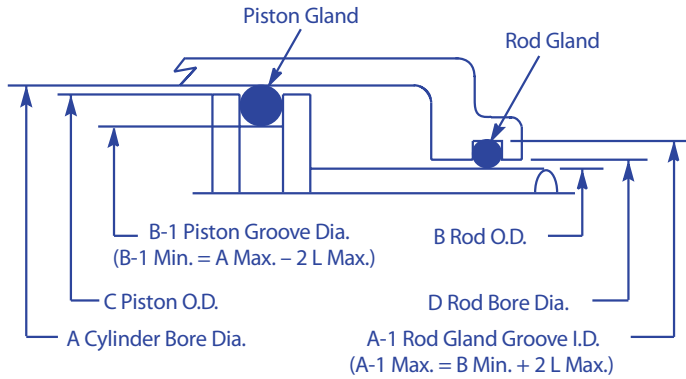 Piston Gland
Rod Gland
B-1 Piston Groove Dia.
(B-1 Min. = A Max. – 2 L Max.)
B Rod O.D.
C Piston O.D.
D Rod Bore Dia.
A Cylinder Bore Dia.
A-1 Rod Gland Groove I.D.
(A-1 Max. = B Min. + 2 L Max.)